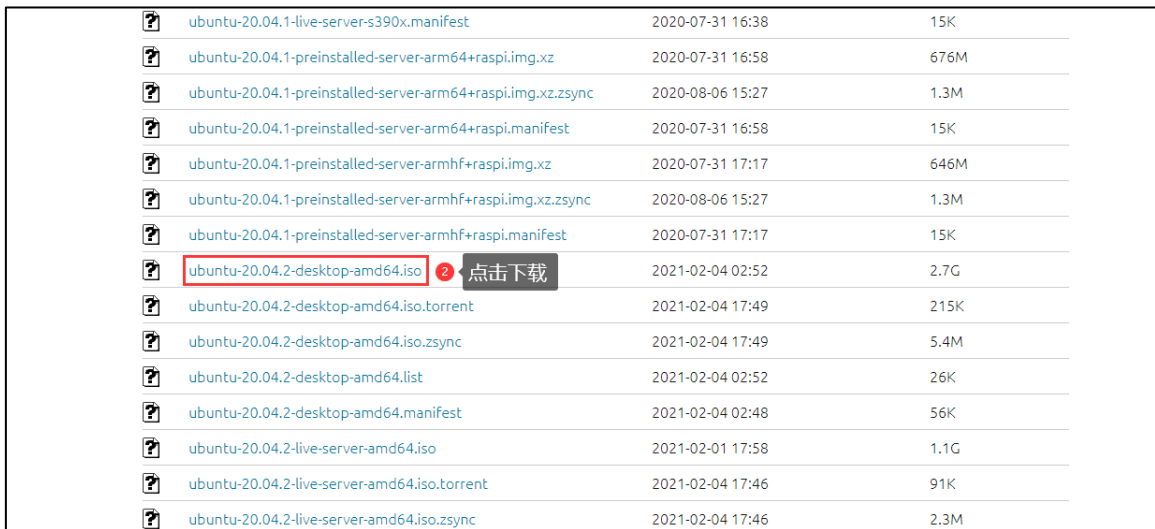 ubuntu-20.04.1-live-server-s390x.manifest 2020-07-31 16:38 15K
ubuntu-20.04.1-preinstalled-server-arm64+raspi.img.xz 2020-07-31 16:58 676M
ubuntu-20.04.1-preinstalled-server-arm64+raspi.img.xz.zsync 2020-08-06 15:27 1.3M
ubuntu-20.04.1-preinstalled-server-arm64+raspi.manifest 2020-07-31 16:58 15K
ubuntu-20.04.1-preinstalled-server-armhf+raspi.img.xz 2020-07-31 17:17 646M
ubuntu-20.04.1-preinstalled-server-armhf+raspi.img.xz.zsync 2020-08-06 15:27 1.3M
ubuntu-20.04.1-preinstalled-server-armhf+raspi.manifest 2020-07-31 17:17 15K
ubuntu-20.04.2-desktop-amd64.iso 2 点击下载 2021-02-04 02:52 2.7G
ubuntu-20.04.2-desktop-amd64.iso.torrent 2021-02-04 17:49 215K
ubuntu-20.04.2-desktop-amd64.iso.zsync 2021-02-04 17:49 5.4M
ubuntu-20.04.2-desktop-amd64.list 2021-02-04 02:52 26K
ubuntu-20.04.2-desktop-amd64.manifest 2021-02-04 02:48 56K
ubuntu-20.04.2-live-server-amd64.iso 2021-02-01 17:58 1.1G
ubuntu-20.04.2-live-server-amd64.iso.torrent 2021-02-04 17:46 91K
ubuntu-20.04.2-live-server-amd64.iso.zsync 2021-02-04 17:46 2.3M